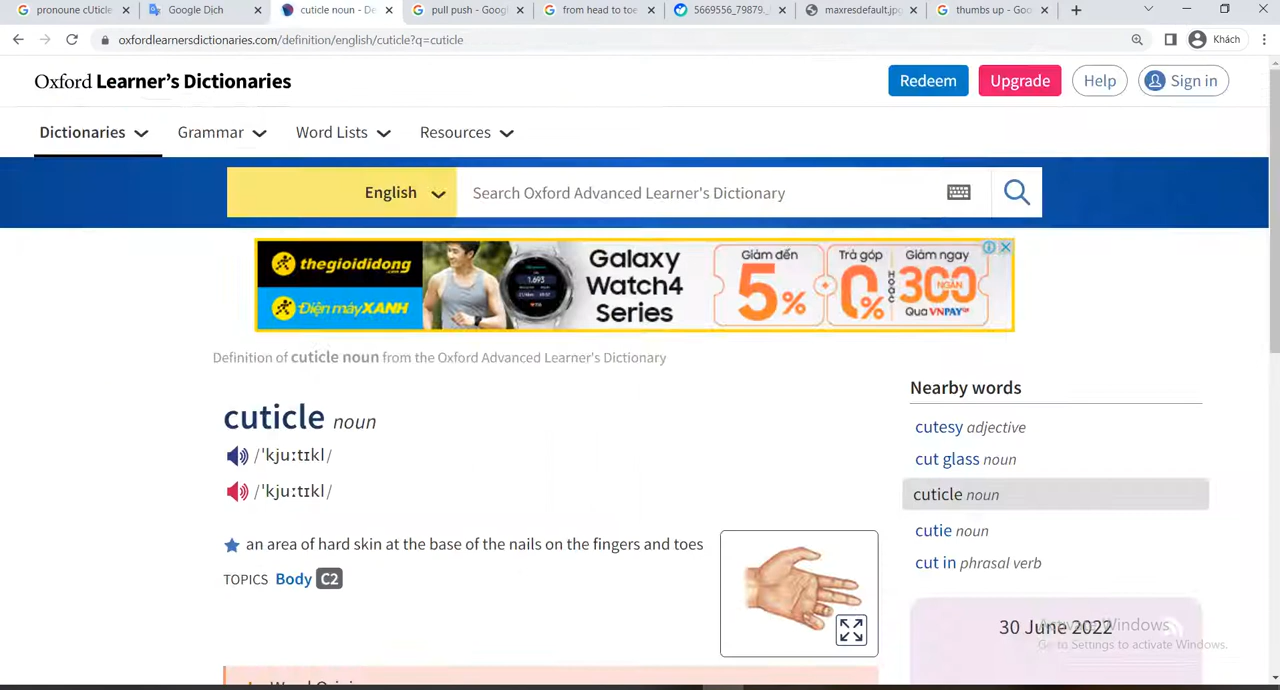 pronoune cUticle
Google Dịch
cuticle noun - De
pull push - Googl
from head to toe
5669556_79879.
maxresdefault.jpg
thumbs up - Goo
oxfordlearnersdictionaries.com/definition/english/cuticle?q=cuticle
Khách
Oxford Learner's Dictionaries
Redeem
Upgrade
Help
Sign in
Dictionaries
Grammar
Word Lists
Resources
English
Search Oxford Advanced Learner's Dictionary
thegioididong.com
Điện máy XANH
1,693
Galaxy
Watch4
Series
Giảm đến
5%
Trả góp
0%
HOẶC
Giảm ngay
300
NGÀN
Qua VNPAY
Definition of cuticle noun from the Oxford Advanced Learner's Dictionary
cuticle noun
/ˈkjuːtɪkl/
/ˈkjuːtɪkl/
an area of hard skin at the base of the nails on the fingers and toes
TOPICS Body C2
Nearby words
cutesy adjective
cut glass noun
cuticle noun
cutie noun
cut in phrasal verb
30 June 2022
Activate Windows
Go to Settings to activate Windows.